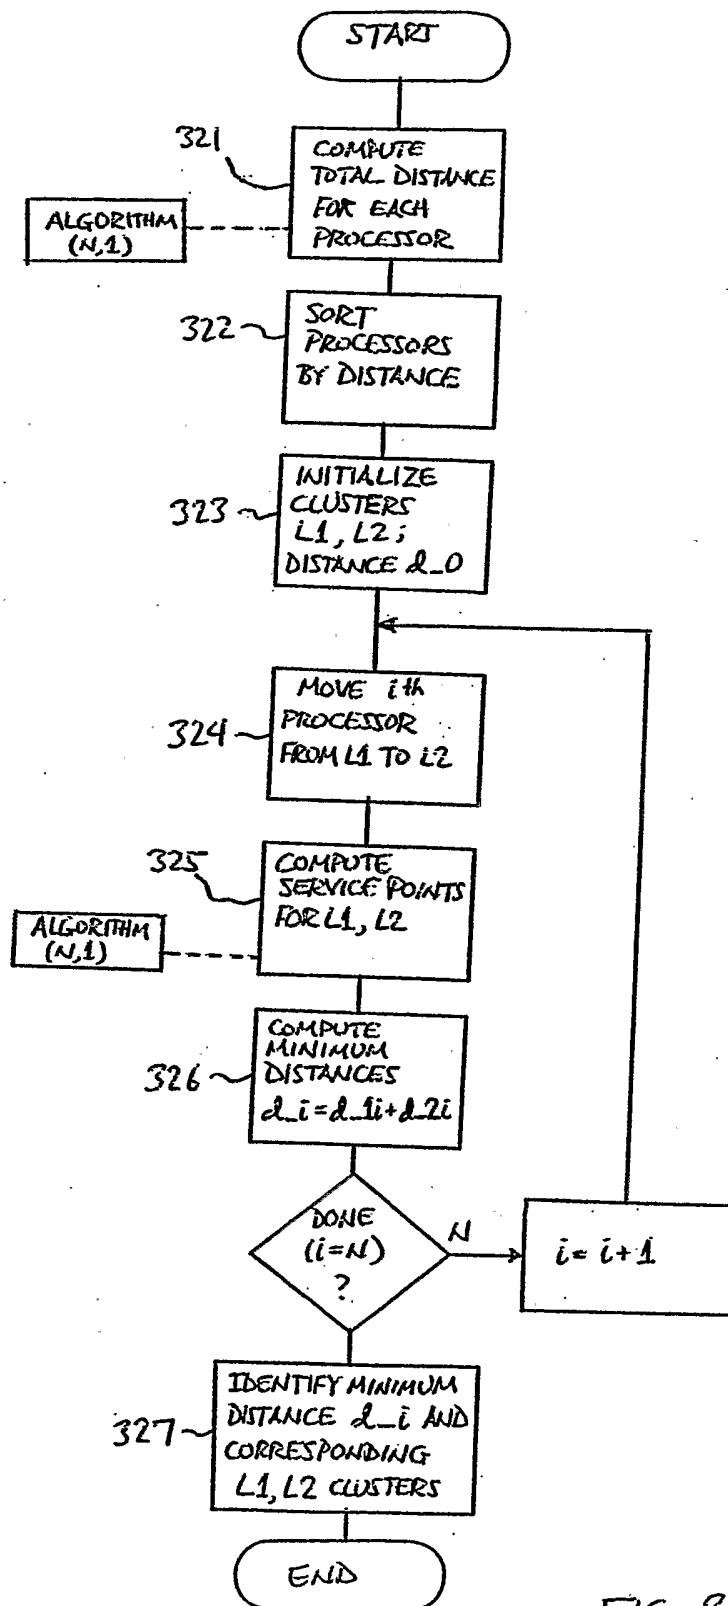 START
321
COMPUTE
TOTAL DISTANCE
FOR EACH
PROCESSOR
ALGORITHM
(N,1)
322
SORT
PROCESSORS
BY DISTANCE
323
INITIALIZE
CLUSTERS
L1, L2;
DISTANCE d_0
324
MOVE ith
PROCESSOR
FROM L1 TO L2
325
COMPUTE
SERVICE POINTS
FOR L1, L2
ALGORITHM
(N,1)
326
COMPUTE
MINIMUM
DISTANCES
d_i=d_1i+d_2i
DONE
(i=N)
?
N
i=i+1
327
IDENTIFY MINIMUM
DISTANCE d_i AND
CORRESPONDING
L1, L2 CLUSTERS
END